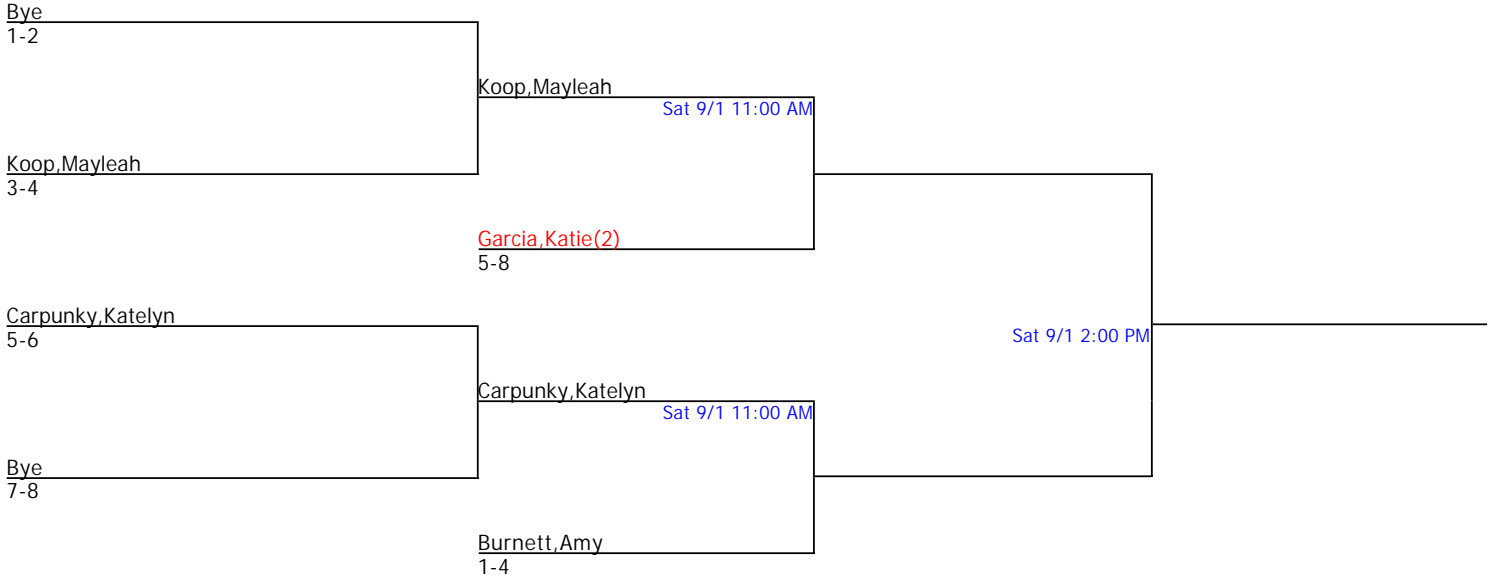 Bye
1-2
Koop,Mayleah
Sat 9/1 11:00 AM
Koop,Mayleah
3-4
Garcia,Katie(2)
5-8
Carpunky,Katelyn
5-6
Sat 9/1 2:00 PM
Carpunky,Katelyn
Sat 9/1 11:00 AM
Bye
7-8
Burnett,Amy
1-4